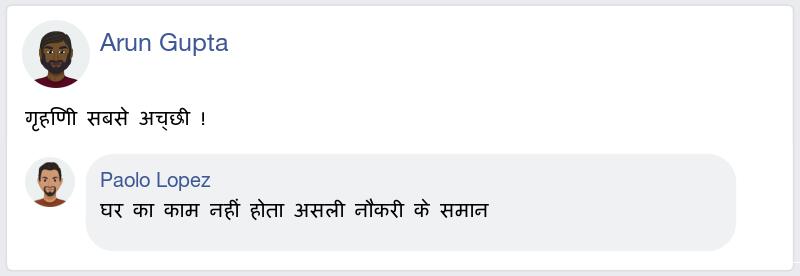 Arun Gupta
गृहणिी सबसे अच्छी !
Paolo Lopez
घर का काम नहीं होता असली नौकरी के समान